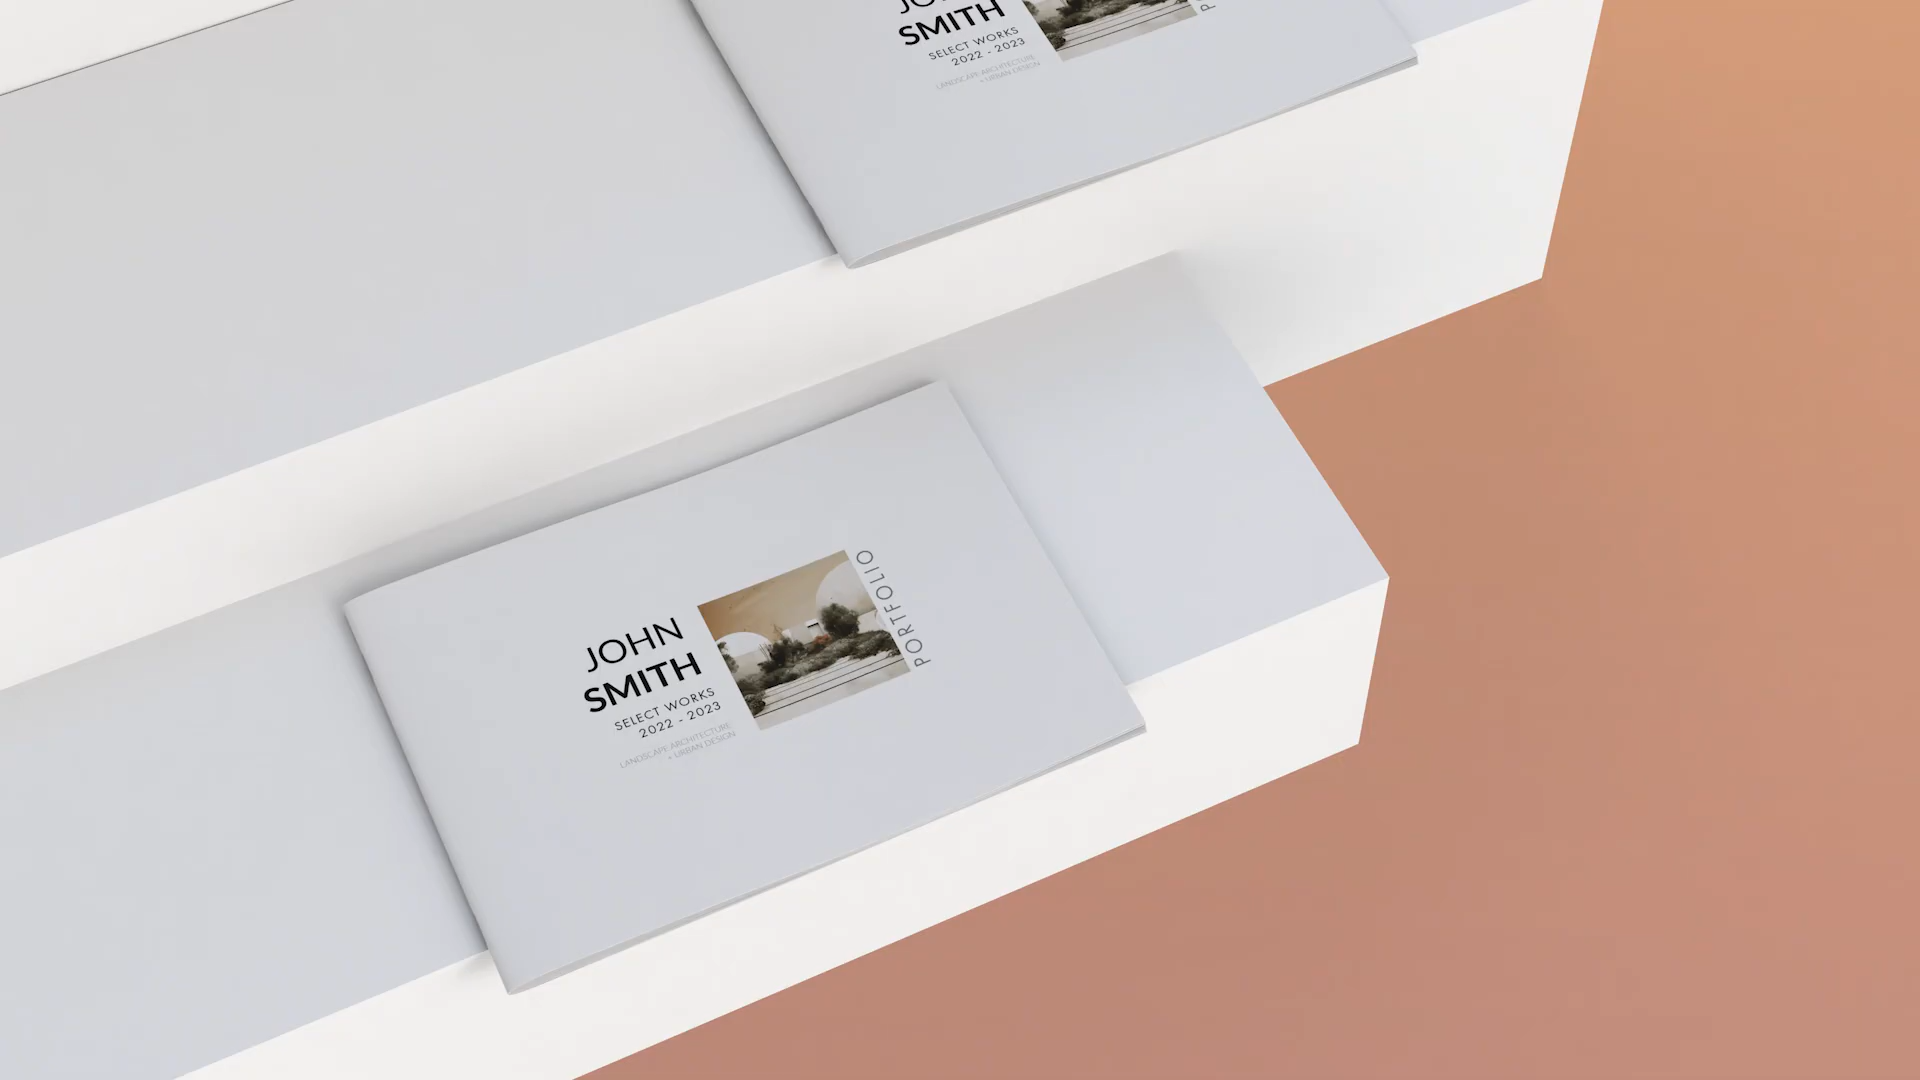 JO
SMITH
SELECT WORKS
2022 - 2023
LANDSCAPE ARCHITECTURE
+ URBAN DESIGN
JOHN
SMITH
SELECT WORKS
2022 - 2023
LANDSCAPE ARCHITECTURE
+ URBAN DESIGN
PORTFOLIO